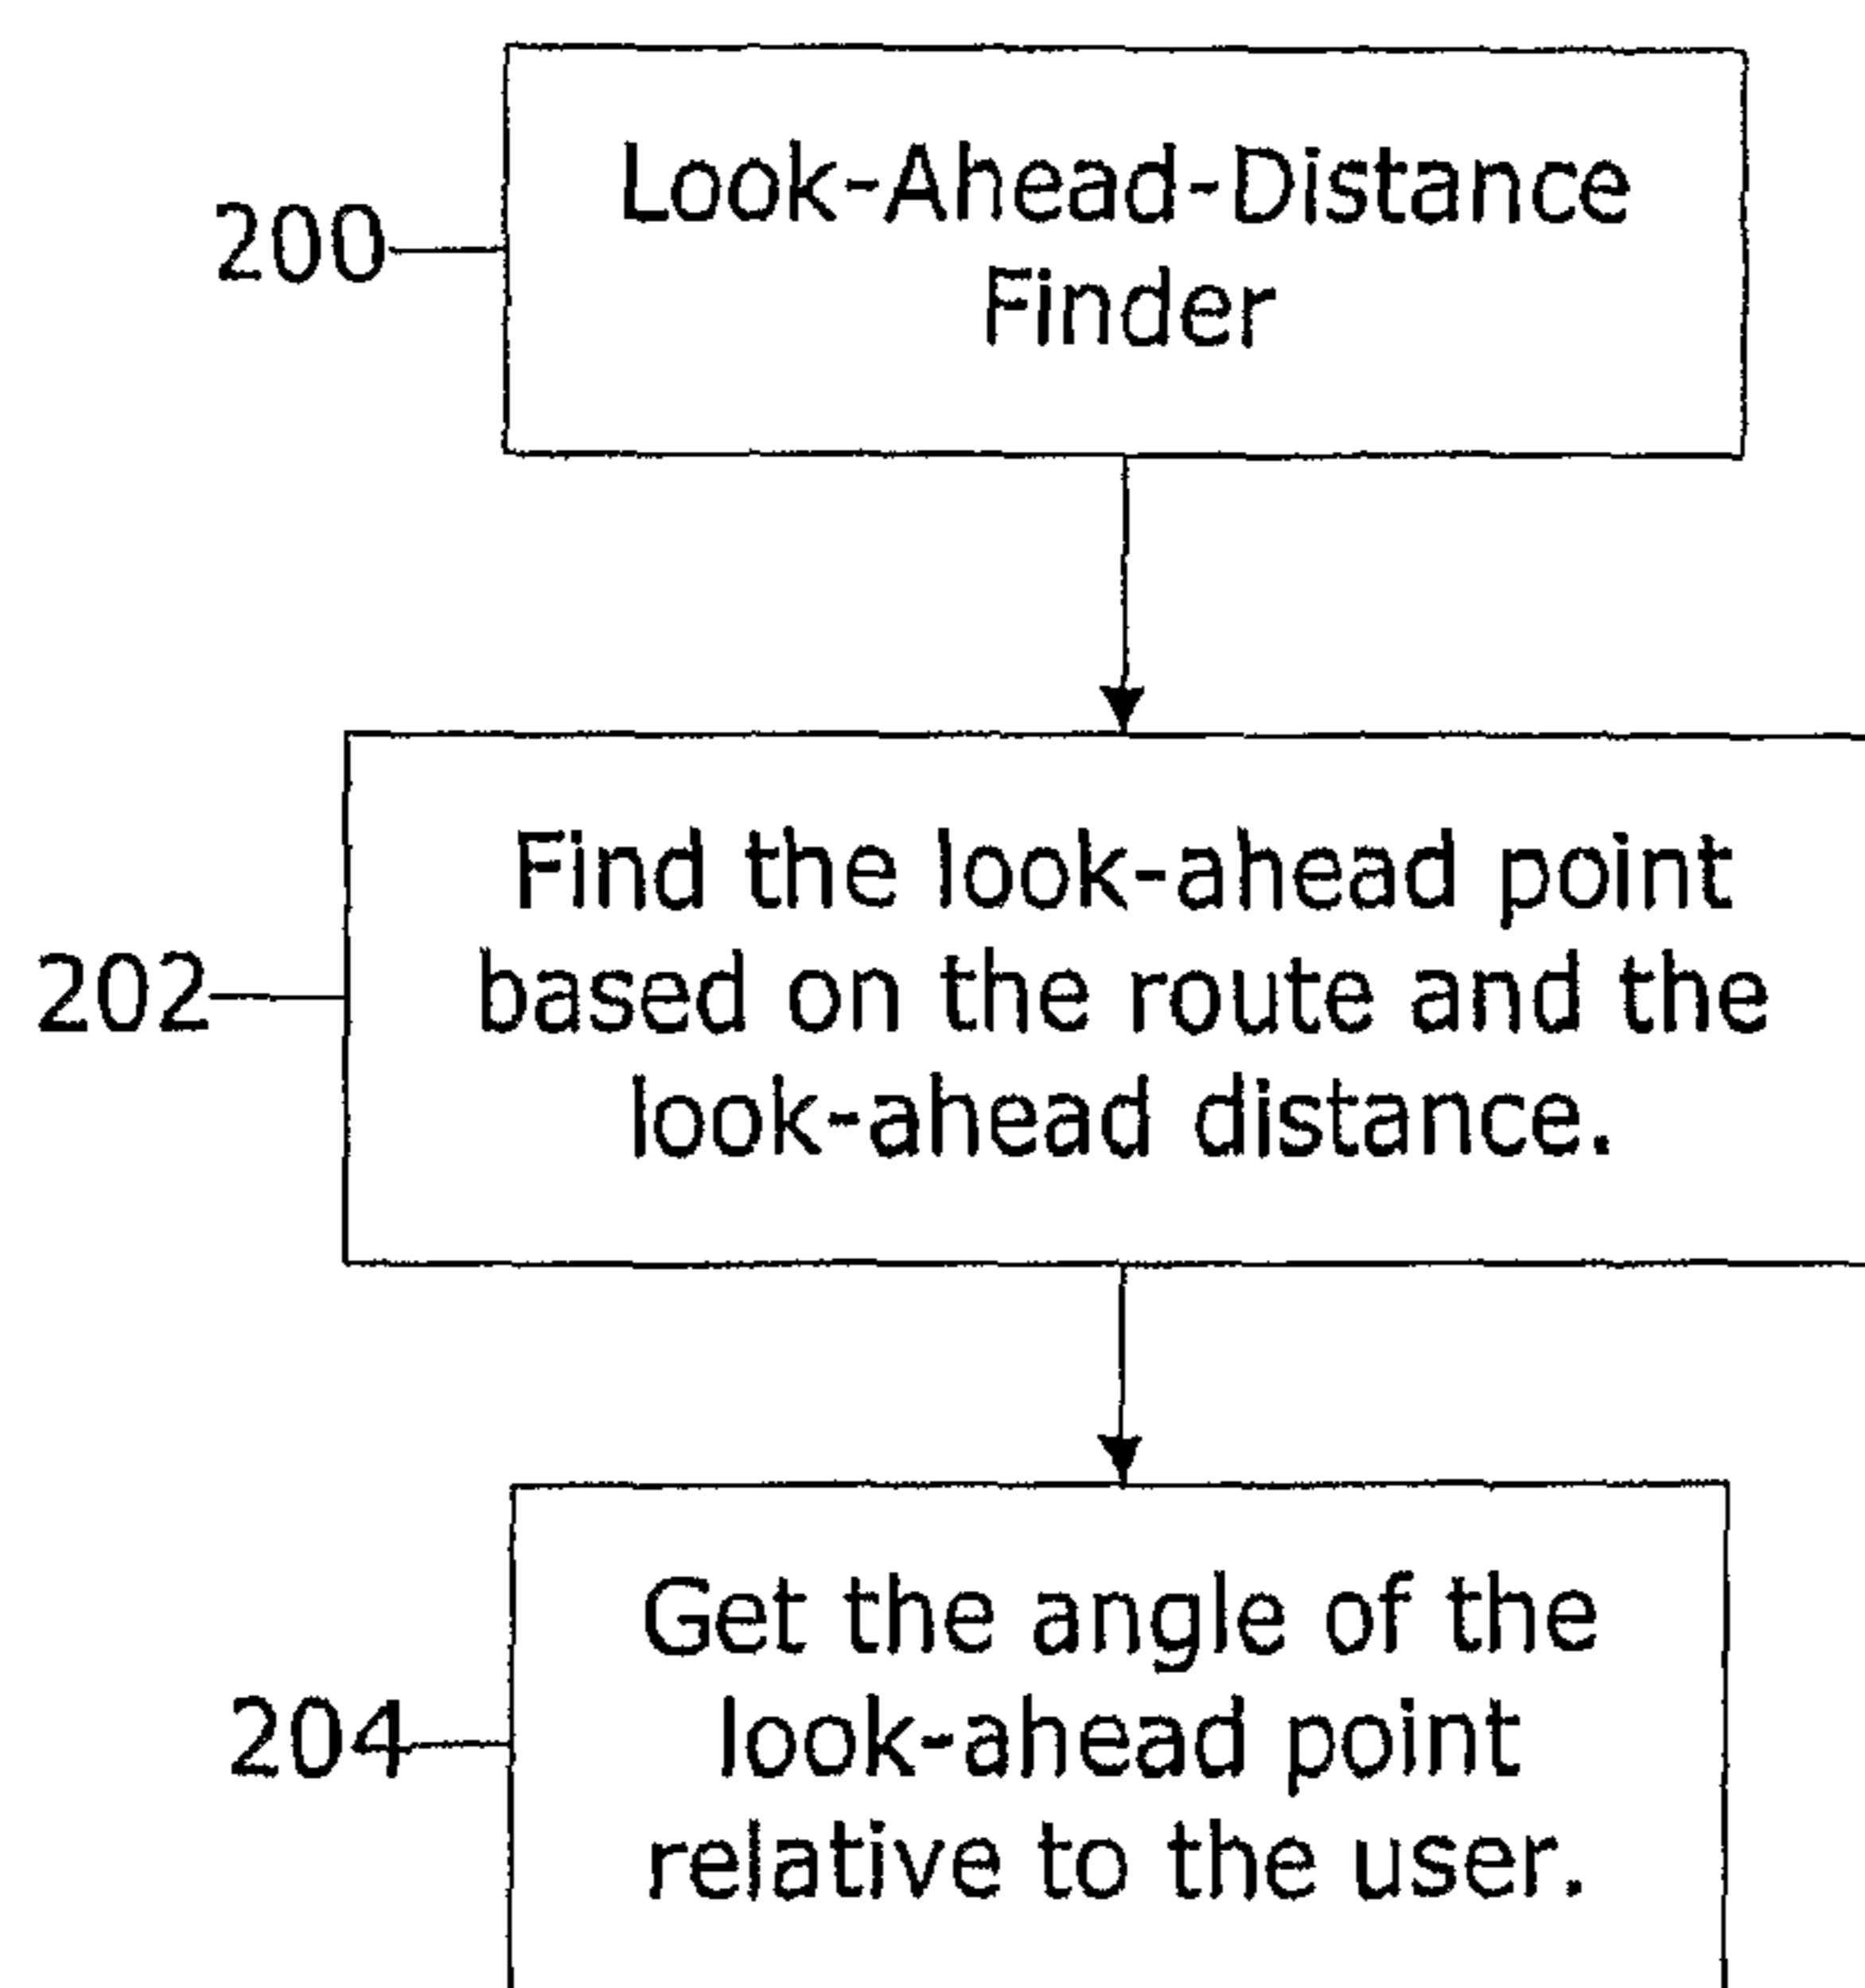 200
Look-Ahead-Distance
Finder
202
Find the look-ahead point
based on the route and the
look-ahead distance.
204
Get the angle of the
look-ahead point
relative to the user.